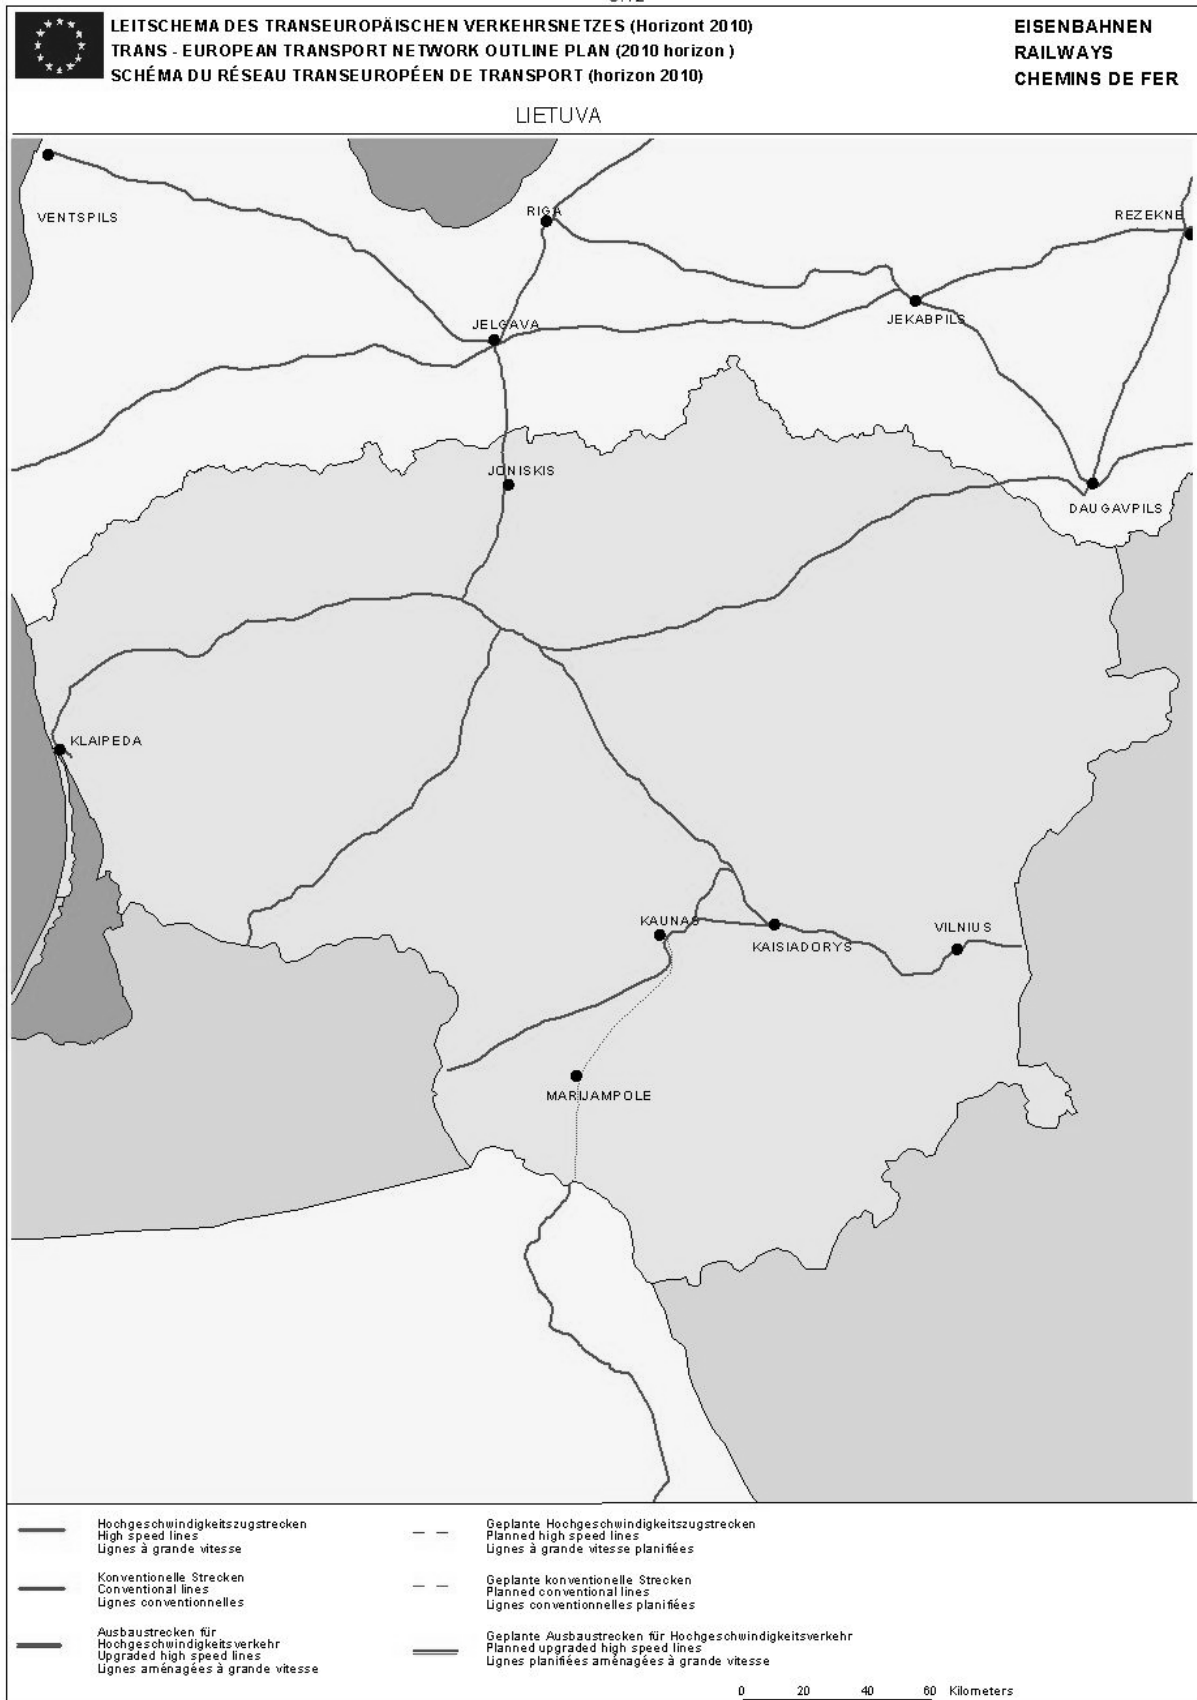 LEITSCHEMA DES TRANSEUROPÄISCHEN VERKEHRSNETZES (Horizont 2010)
TRANS - EUROPEAN TRANSPORT NETWORK OUTLINE PLAN (2010 horizon )
SCHÉMA DU RÉSEAU TRANSEUROPÉEN DE TRANSPORT (horizon 2010)
EISENBAHNEN
RAILWAYS
CHEMINS DE FER
LIETUVA
VENTSPILS
RIGA
REZEKNE
JELGAVA
JEKABPILS
JONISKIS
DAUGAVPILS
KLAIPEDA
KAUNAS
KAISIADORYS
VILNIUS
MARIJAMPOLE
Hochgeschwindigkeitszugstrecken
High speed lines
Lignes à grande vitesse
Konventionelle Strecken
Conventional lines
Lignes conventionnelles
Ausbaustrecken für
Hochgeschwindigkeitsverkehr
Upgraded high speed lines
Lignes aménagées à grande vitesse
Geplante Hochgeschwindigkeitszugstrecken
Planned high speed lines
Lignes à grande vitesse planifiées
Geplante konventionelle Strecken
Planned conventional lines
Lignes conventionnelles planifiées
Geplante Ausbaustrecken für Hochgeschwindigkeitsverkehr
Planned upgraded high speed lines
Lignes planifiées aménagées à grande vitesse
0 20 40 60 Kilometers